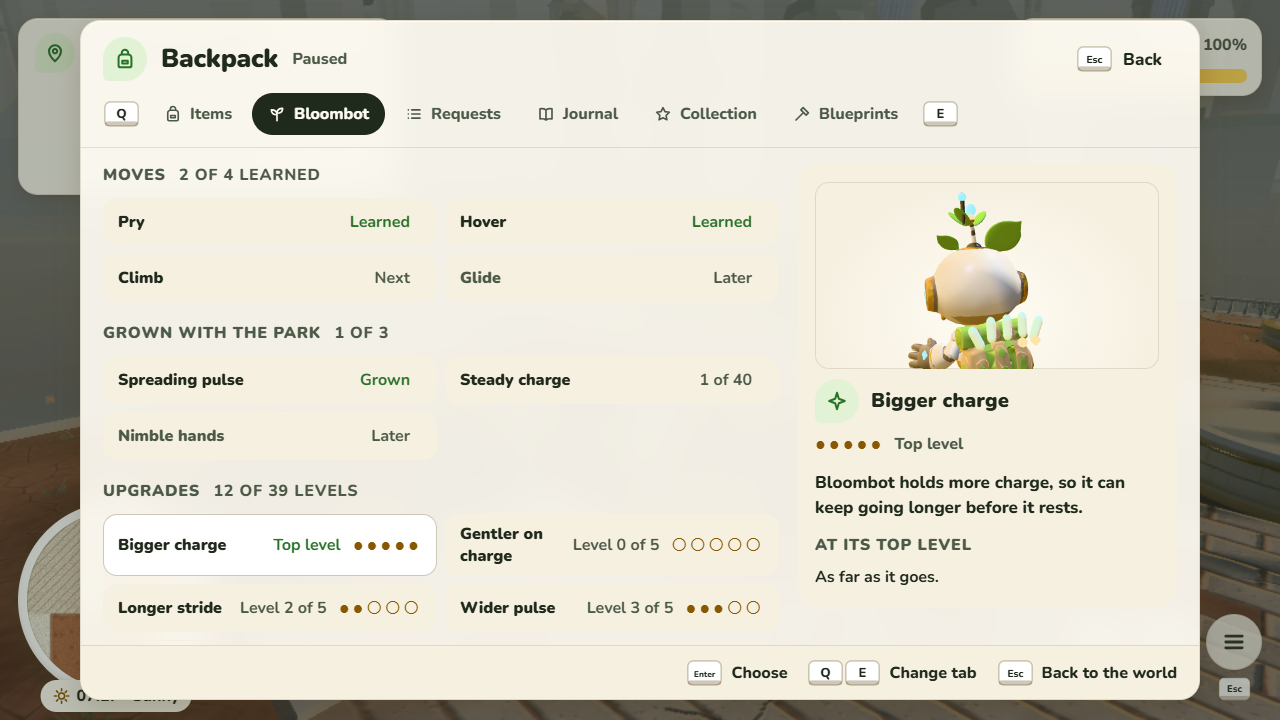 Backpack Paused
Esc Back
100%
Q Items Bloombot Requests Journal Collection Blueprints E
MOVES 2 OF 4 LEARNED
Pry Learned
Hover Learned
Climb Next
Glide Later
GROWN WITH THE PARK 1 OF 3
Spreading pulse Grown
Steady charge 1 of 40
Nimble hands Later
UPGRADES 12 OF 39 LEVELS
Bigger charge Top level
Gentler on
charge Level 0 of 5
Longer stride Level 2 of 5
Wider pulse Level 3 of 5
Bigger charge
Top level
Bloombot holds more charge, so it can
keep going longer before it rests.
AT ITS TOP LEVEL
As far as it goes.
Enter Choose Q E Change tab Esc Back to the world
Esc